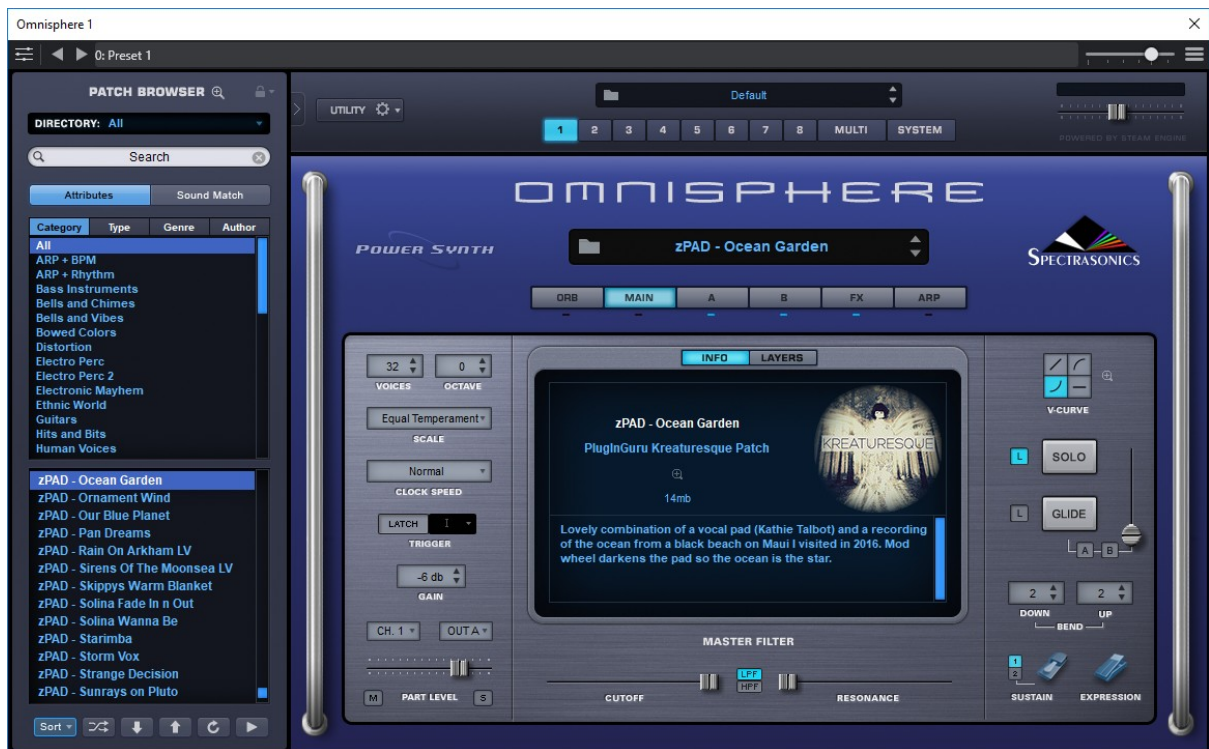 Omnisphere 1
0: Preset 1
PATCH BROWSER
DIRECTORY: All
Search
Attributes
Sound Match
Category
Type
Genre
Author
All
ARP + BPM
ARP + Rhythm
Bass Instruments
Bells and Chimes
Bells and Vibes
Bowed Colors
Distortion
Electro Perc
Electro Perc 2
Electronic Mayhem
Ethnic World
Guitars
Hits and Bits
Human Voices
zPAD - Ocean Garden
zPAD - Ornament Wind
zPAD - Our Blue Planet
zPAD - Pan Dreams
zPAD - Rain On Arkham LV
zPAD - Sirens Of The Moonsea LV
zPAD - Skippys Warm Blanket
zPAD - Solina Fade In n Out
zPAD - Solina Wanna Be
zPAD - Starimba
zPAD - Storm Vox
zPAD - Strange Decision
zPAD - Sunrays on Pluto
Sort
UTILITY
Default
1 2 3 4 5 6 7 8 MULTI SYSTEM
POWERED BY STEAM ENGINE
OMNISPHERE
POWER SYNTH
zPAD - Ocean Garden
SPECTRASONICS
ORB MAIN A B FX ARP
32 0
VOICES OCTAVE
Equal Temperament
SCALE
Normal
CLOCK SPEED
LATCH
TRIGGER
-6 db
GAIN
CH. 1 OUT A
M PART LEVEL S
INFO LAYERS
zPAD - Ocean Garden
PlugInGuru Kreaturesque Patch
14mb
KREATURESQUE
Lovely combination of a vocal pad (Kathie Talbot) and a recording
of the ocean from a black beach on Maui I visited in 2016. Mod
wheel darkens the pad so the ocean is the star.
MASTER FILTER
LPF
HPF
CUTOFF RESONANCE
V-CURVE
L SOLO
L GLIDE
A B
2 2
DOWN UP
BEND
1
2
SUSTAIN EXPRESSION